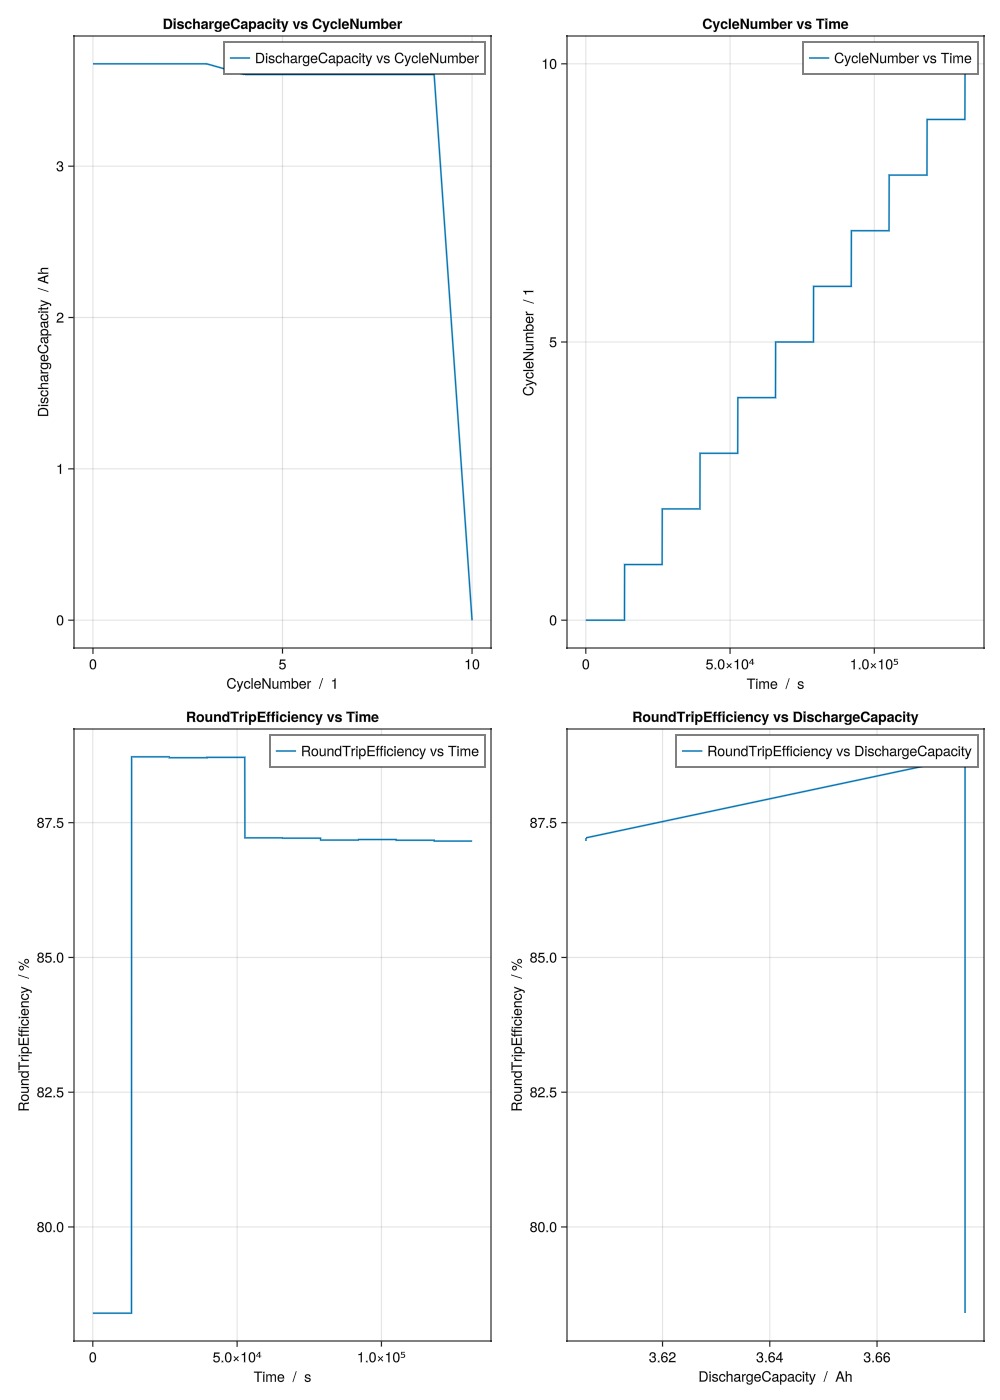 DischargeCapacity vs CycleNumber
DischargeCapacity vs CycleNumber
3
2
1
0
DischargeCapacity / Ah
0 5 10
CycleNumber / 1
CycleNumber vs Time
CycleNumber vs Time
10
5
0
CycleNumber / 1
0 5.0×10⁴ 1.0×10⁵
Time / s
RoundTripEfficiency vs Time
RoundTripEfficiency vs Time
87.5
85.0
82.5
80.0
RoundTripEfficiency / %
0 5.0×10⁴ 1.0×10⁵
Time / s
RoundTripEfficiency vs DischargeCapacity
RoundTripEfficiency vs DischargeCapacity
87.5
85.0
82.5
80.0
RoundTripEfficiency / %
3.62 3.64 3.66
DischargeCapacity / Ah